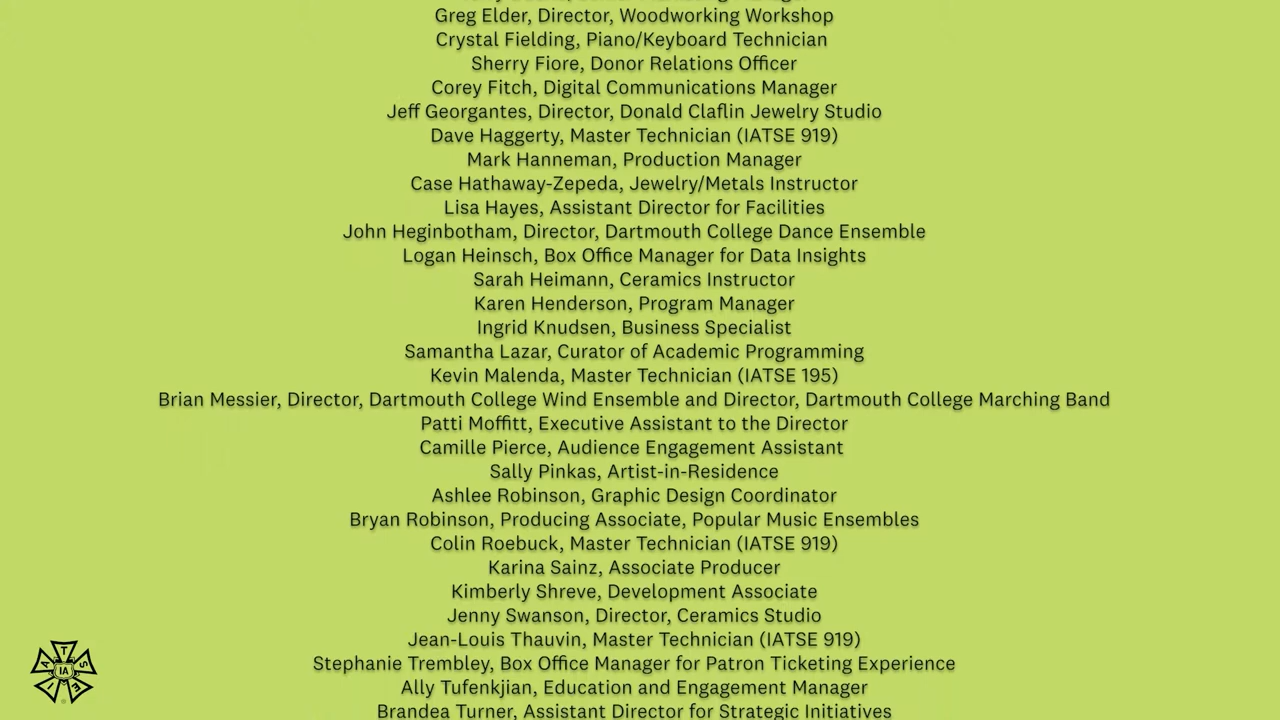 Greg Elder, Director, Woodworking Workshop
Crystal Fielding, Piano/Keyboard Technician
Sherry Fiore, Donor Relations Officer
Corey Fitch, Digital Communications Manager
Jeff Georgantes, Director, Donald Claflin Jewelry Studio
Dave Haggerty, Master Technician (IATSE 919)
Mark Hanneman, Production Manager
Case Hathaway-Zepeda, Jewelry/Metals Instructor
Lisa Hayes, Assistant Director for Facilities
John Heginbotham, Director, Dartmouth College Dance Ensemble
Logan Heinsch, Box Office Manager for Data Insights
Sarah Heimann, Ceramics Instructor
Karen Henderson, Program Manager
Ingrid Knudsen, Business Specialist
Samantha Lazar, Curator of Academic Programming
Kevin Malenda, Master Technician (IATSE 195)
Brian Messier, Director, Dartmouth College Wind Ensemble and Director, Dartmouth College Marching Band
Patti Moffitt, Executive Assistant to the Director
Camille Pierce, Audience Engagement Assistant
Sally Pinkas, Artist-in-Residence
Ashlee Robinson, Graphic Design Coordinator
Bryan Robinson, Producing Associate, Popular Music Ensembles
Colin Roebuck, Master Technician (IATSE 919)
Karina Sainz, Associate Producer
Kimberly Shreve, Development Associate
Jenny Swanson, Director, Ceramics Studio
Jean-Louis Thauvin, Master Technician (IATSE 919)
Stephanie Trembley, Box Office Manager for Patron Ticketing Experience
Ally Tufenkjian, Education and Engagement Manager
Brandea Turner, Assistant Director for Strategic Initiatives
IATSE
IA